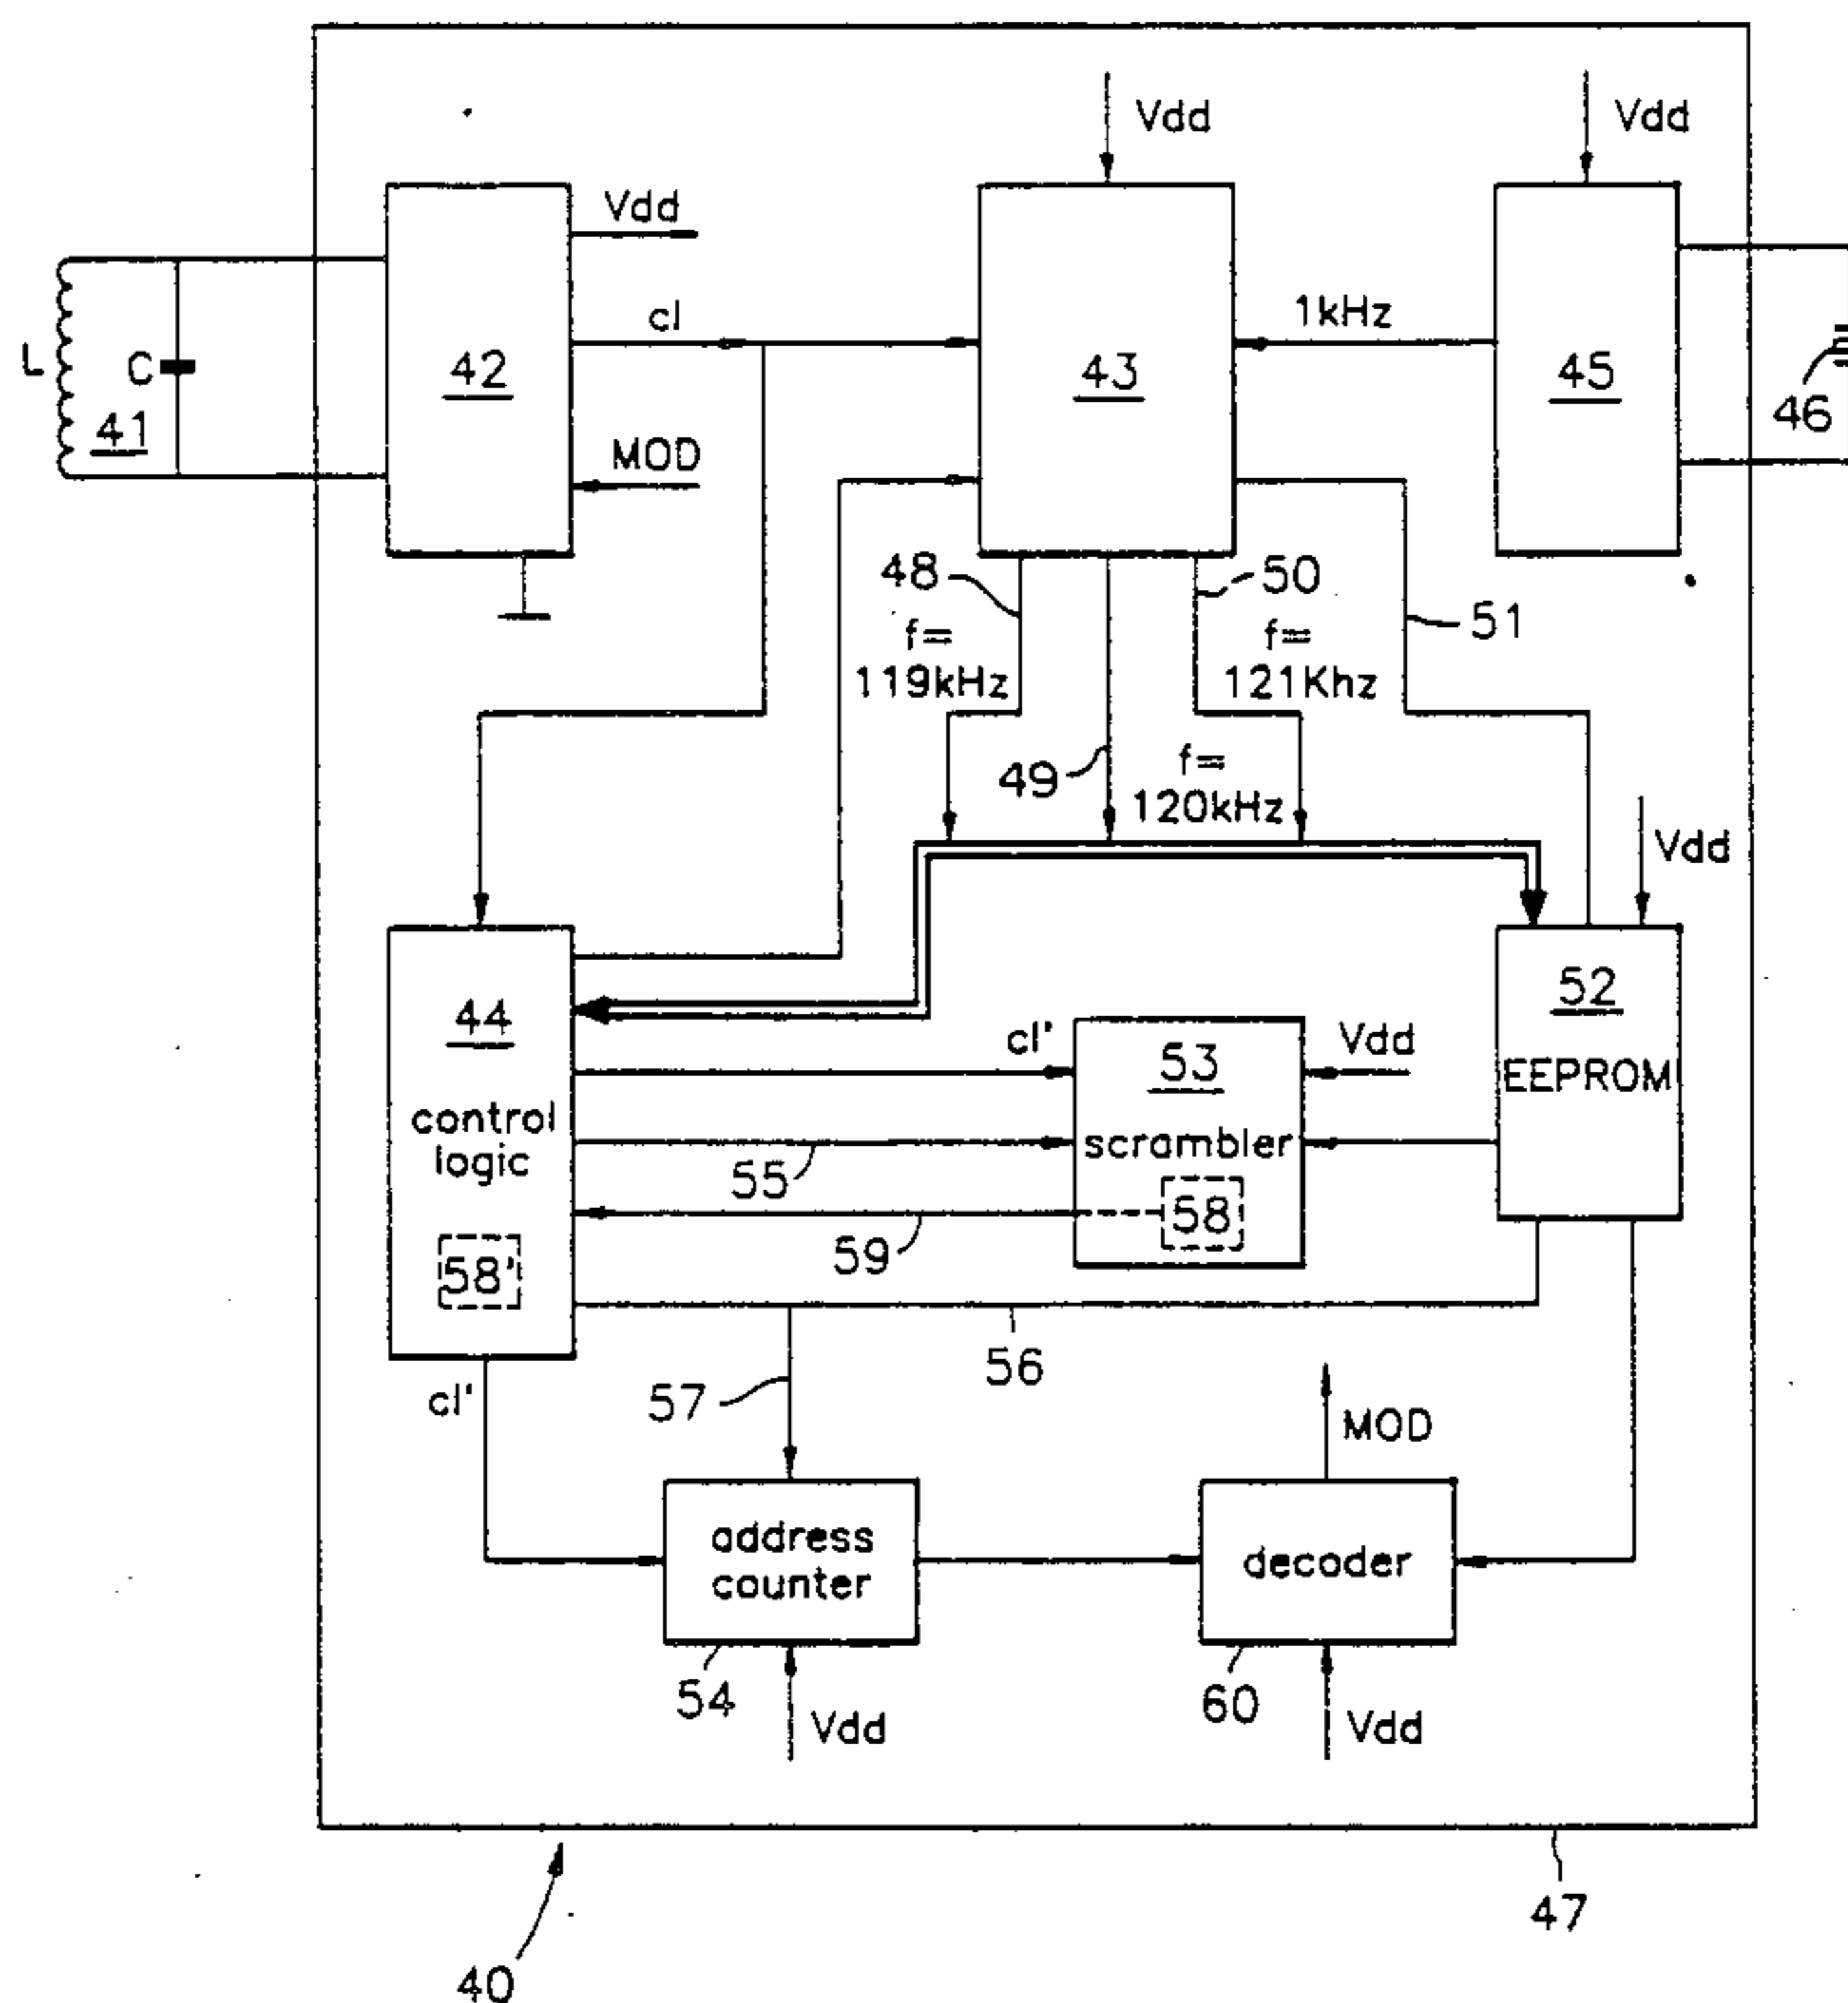 Vdd
Vdd
Vdd
cl
1kHz
L
C
41
42
43
45
46
MOD
48
50
51
f=
119kHz
f=
121Khz
49
f=
120kHz
Vdd
44
control
logic
58'
cl'
53
scrambler
58
Vdd
52
EEPROM
55
59
56
57
cl'
MOD
address
counter
decoder
54
Vdd
60
Vdd
47
40